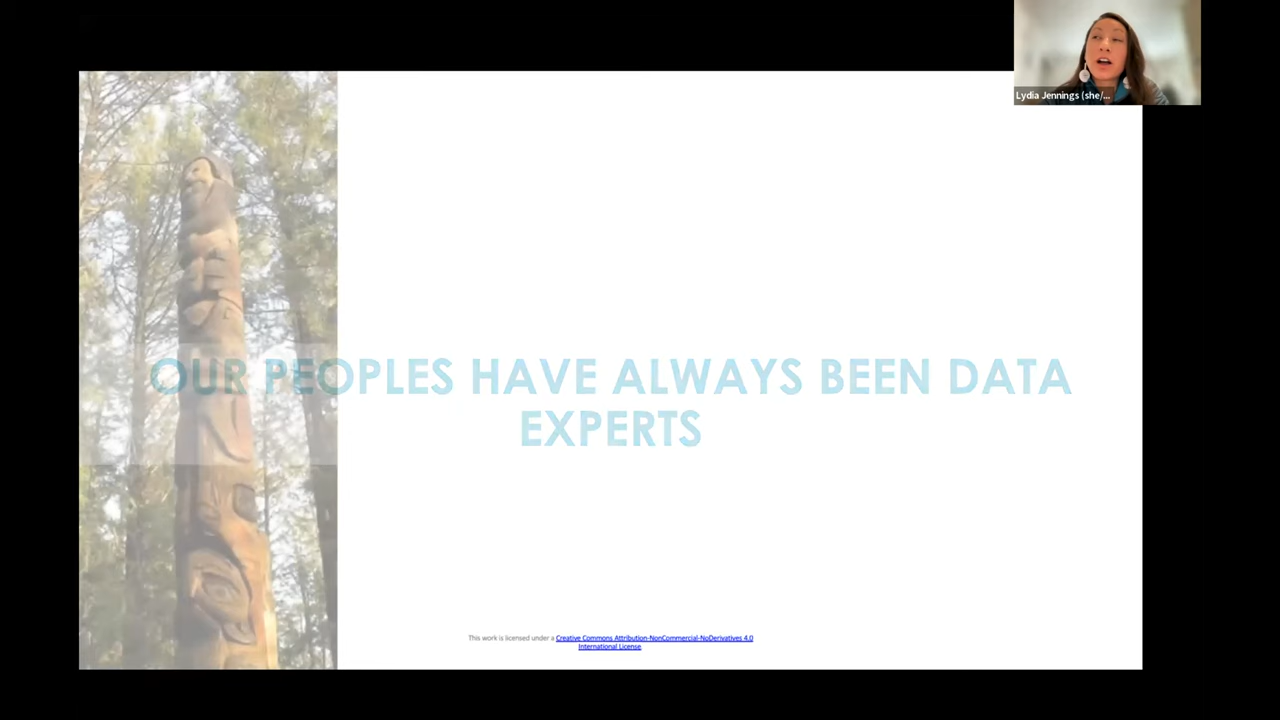 Lydia Jennings (she/...
OUR PEOPLES HAVE ALWAYS BEEN DATA
EXPERTS
This work is licensed under a Creative Commons Attribution-NonCommercial-NoDerivatives 4.0
International License.